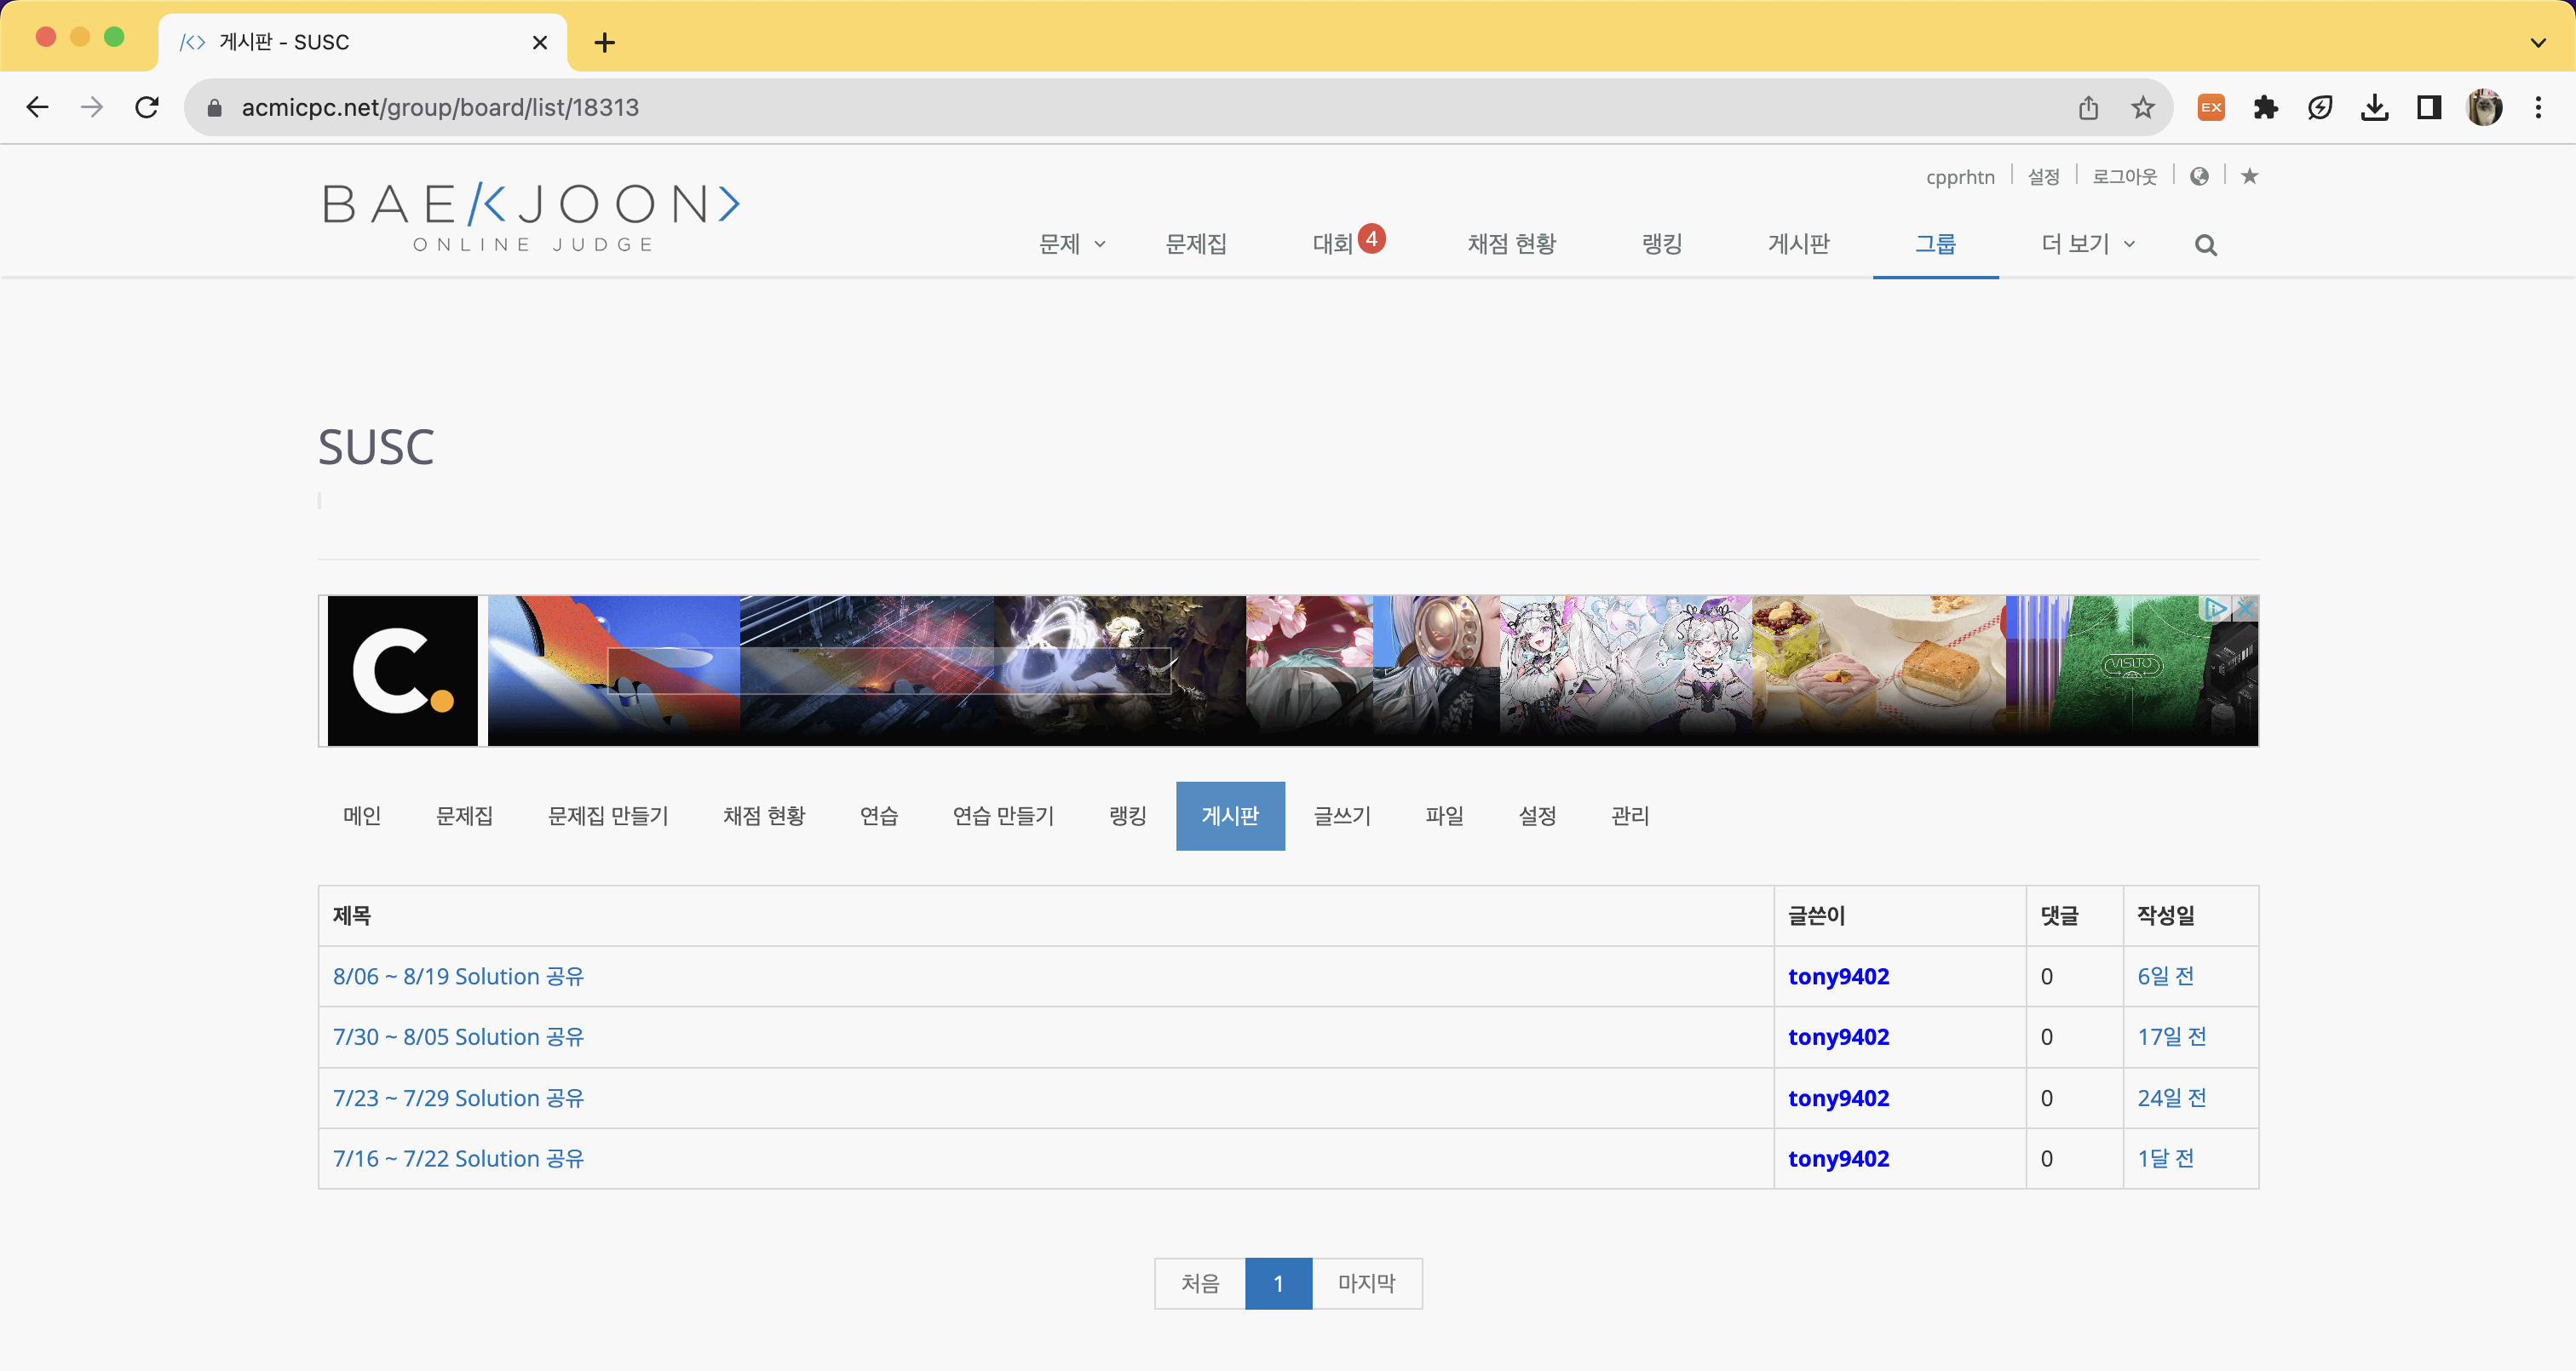 게시판 - SUSC
acmicpc.net/group/board/list/18313
EX
cpprhtn 설정 로그아웃
BAEKJOON
ONLINE JUDGE
문제 문제집 대회 4 채점 현황 랭킹 게시판 그룹 더 보기
SUSC
C.
VISUJO
메인 문제집 문제집 만들기 채점 현황 연습 연습 만들기 랭킹 게시판 글쓰기 파일 설정 관리
제목 글쓴이 댓글 작성일
8/06 ~ 8/19 Solution 공유 tony9402 0 6일 전
7/30 ~ 8/05 Solution 공유 tony9402 0 17일 전
7/23 ~ 7/29 Solution 공유 tony9402 0 24일 전
7/16 ~ 7/22 Solution 공유 tony9402 0 1달 전
처음 1 마지막